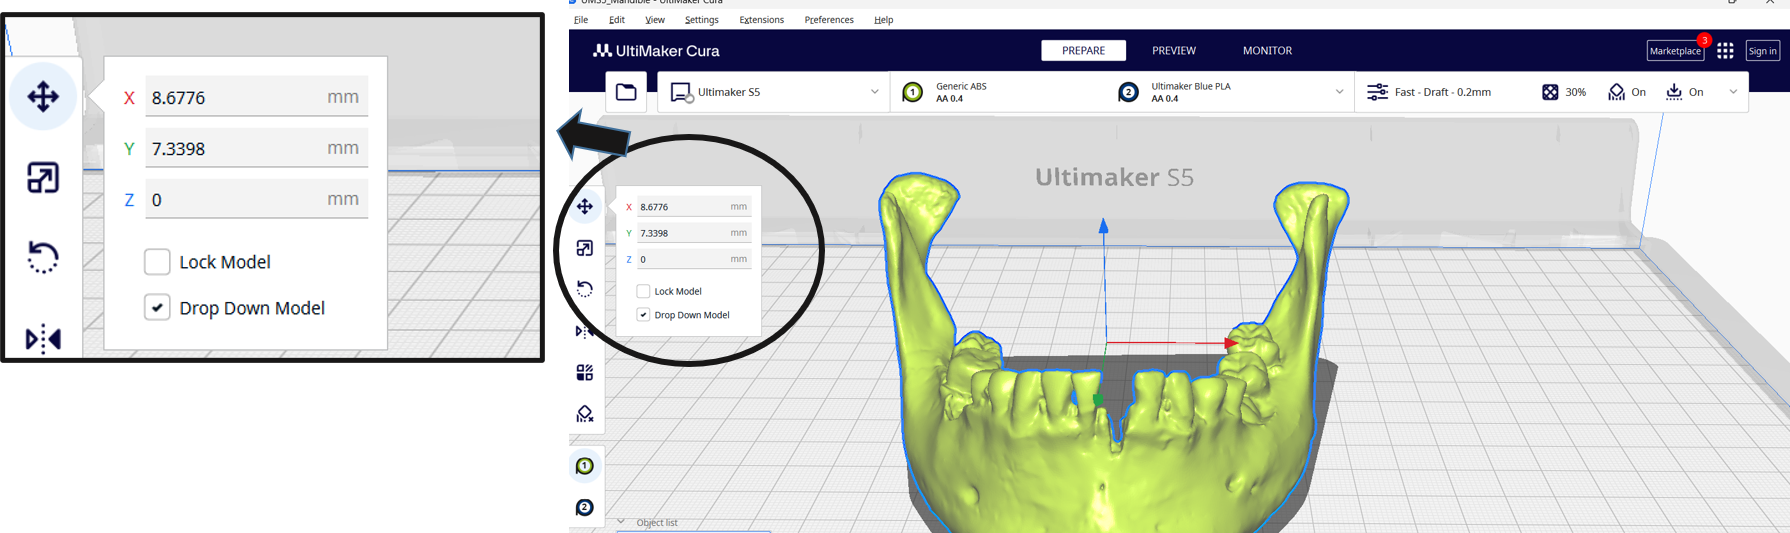 X 8.6776 mm
Y 7.3398 mm
Z 0 mm
Lock Model
Drop Down Model
UMS5_Mandible - UltiMaker Cura
File Edit View Settings Extensions Preferences Help
UltiMaker Cura PREPARE PREVIEW MONITOR Marketplace 3 Sign in
Ultimaker S5 1 Generic ABS 2 Ultimaker Blue PLA Fast - Draft - 0.2mm 30% On On
AA 0.4 AA 0.4
Ultimaker S5
X 8.6776 mm
Y 7.3398 mm
Z 0 mm
Lock Model
Drop Down Model
1
2
Object list